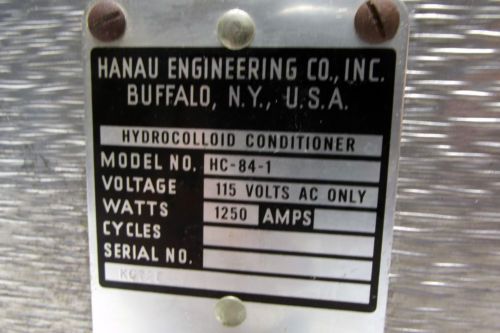 HANAU ENGINEERING CO., INC.
BUFFALO, N.Y., U.S.A.
HYDROCOLLOID CONDITIONER
MODEL NO. HC-84-1
VOLTAGE 115 VOLTS AC ONLY
WATTS 1250 AMPS
CYCLES
SERIAL NO.